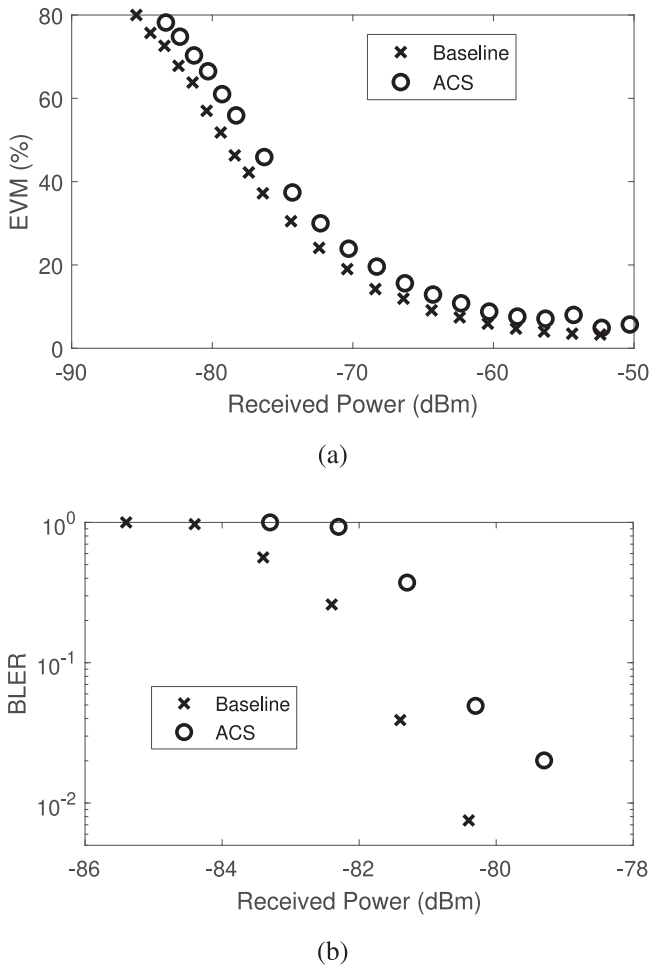 80
60
40
20
0
EVM (%)
Baseline
ACS
-90
-80
-70
-60
-50
Received Power (dBm)
(a)
10^0
10^-1
10^-2
BLER
Baseline
ACS
-86
-84
-82
-80
-78
Received Power (dBm)
(b)